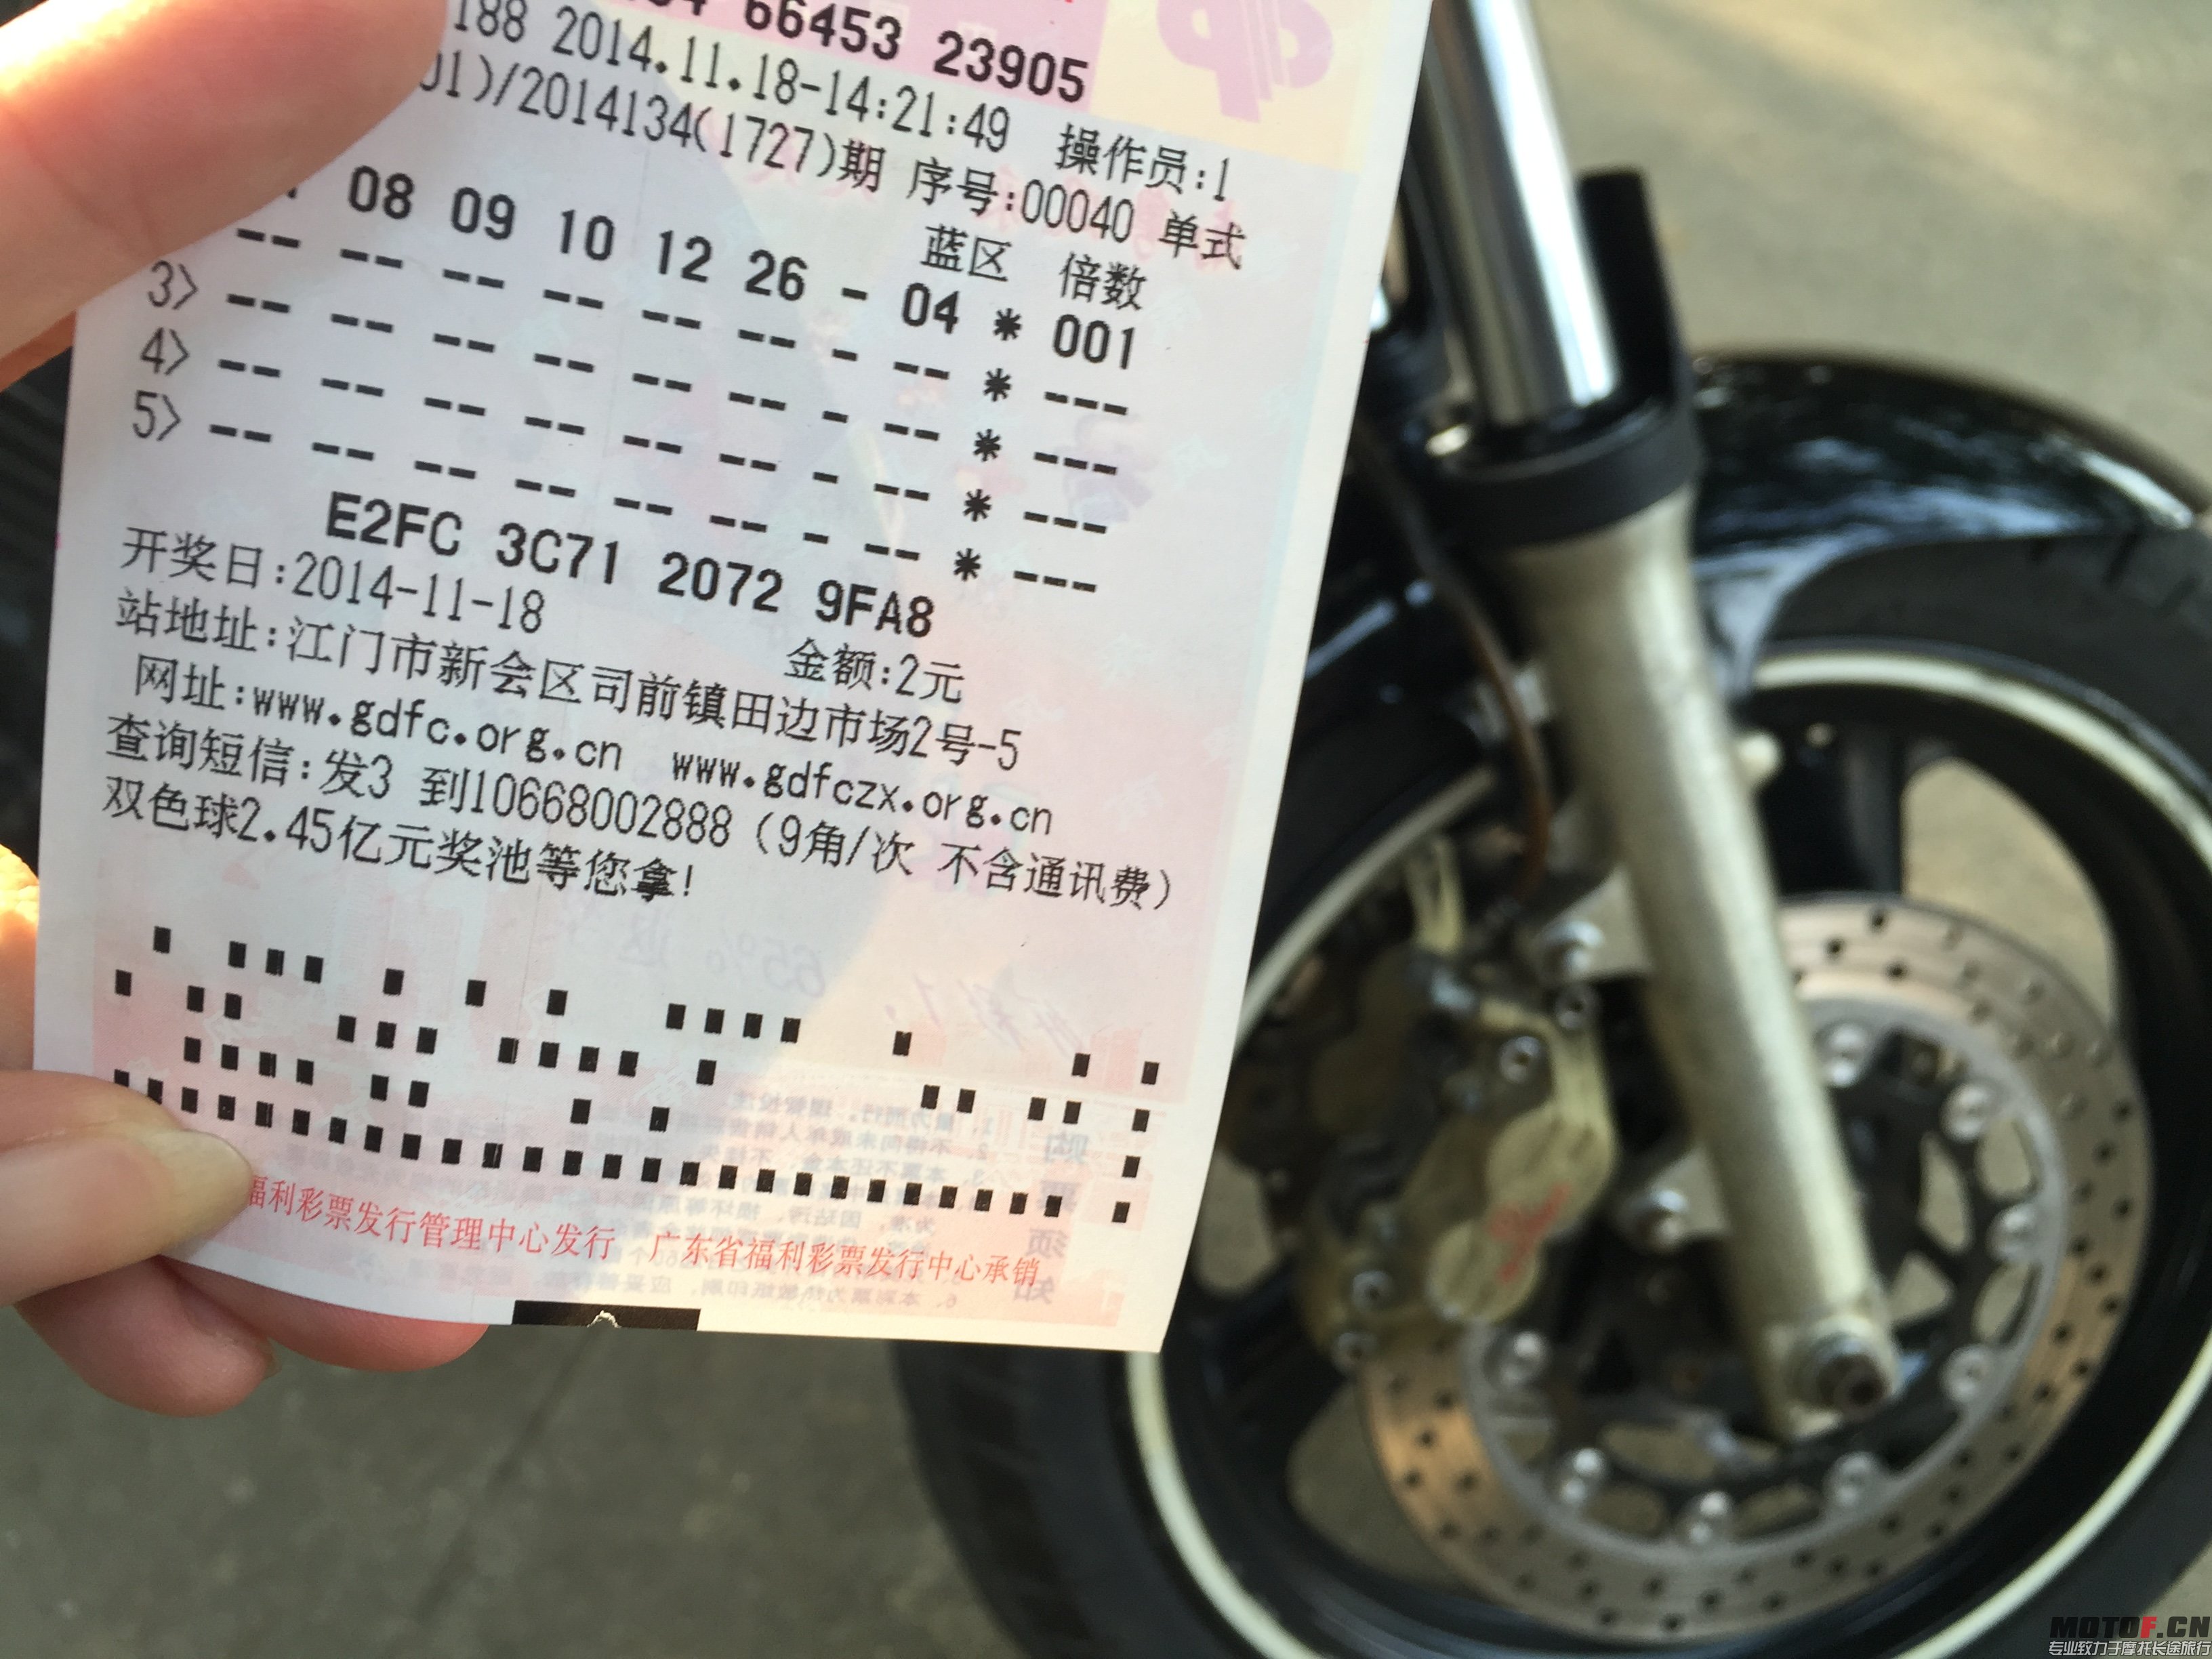 66453 23905
188 2014.11.18-14:21:49 操作员:1
01)/2014134(1727)期 序号:00040 单式
蓝区 倍数
08 09 10 12 26 - 04 * 001
-- -- -- -- -- -- - -- * ---
3> -- -- -- -- -- -- - -- * ---
4> -- -- -- -- -- -- - -- * ---
5> -- -- -- -- -- -- - -- * ---
E2FC 3C71 2072 9FA8
开奖日:2014-11-18 金额:2元
站地址:江门市新会区司前镇田边市场2号-5
网址:www.gdfc.org.cn www.gdfczx.org.cn
查询短信:发3 到10668002888(9角/次 不含通讯费)
双色球2.45亿元奖池等您拿!
福利彩票发行管理中心发行 广东省福利彩票发行中心承销
MOTOF.CN
专业致力于摩托长途旅行